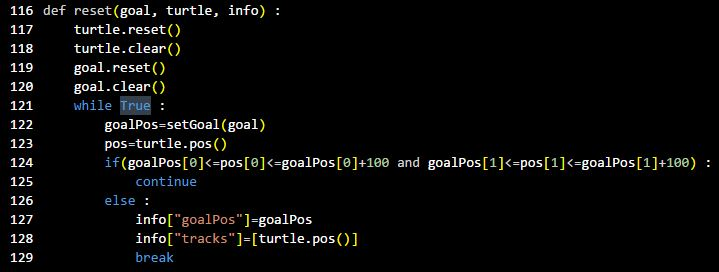 116 def reset(goal, turtle, info) :
117     turtle.reset()
118     turtle.clear()
119     goal.reset()
120     goal.clear()
121     while True :
122         goalPos=setGoal(goal)
123         pos=turtle.pos()
124         if(goalPos[0]<=pos[0]<=goalPos[0]+100 and goalPos[1]<=pos[1]<=goalPos[1]+100) :
125             continue
126         else :
127             info["goalPos"]=goalPos
128             info["tracks"]=[turtle.pos()]
129             break